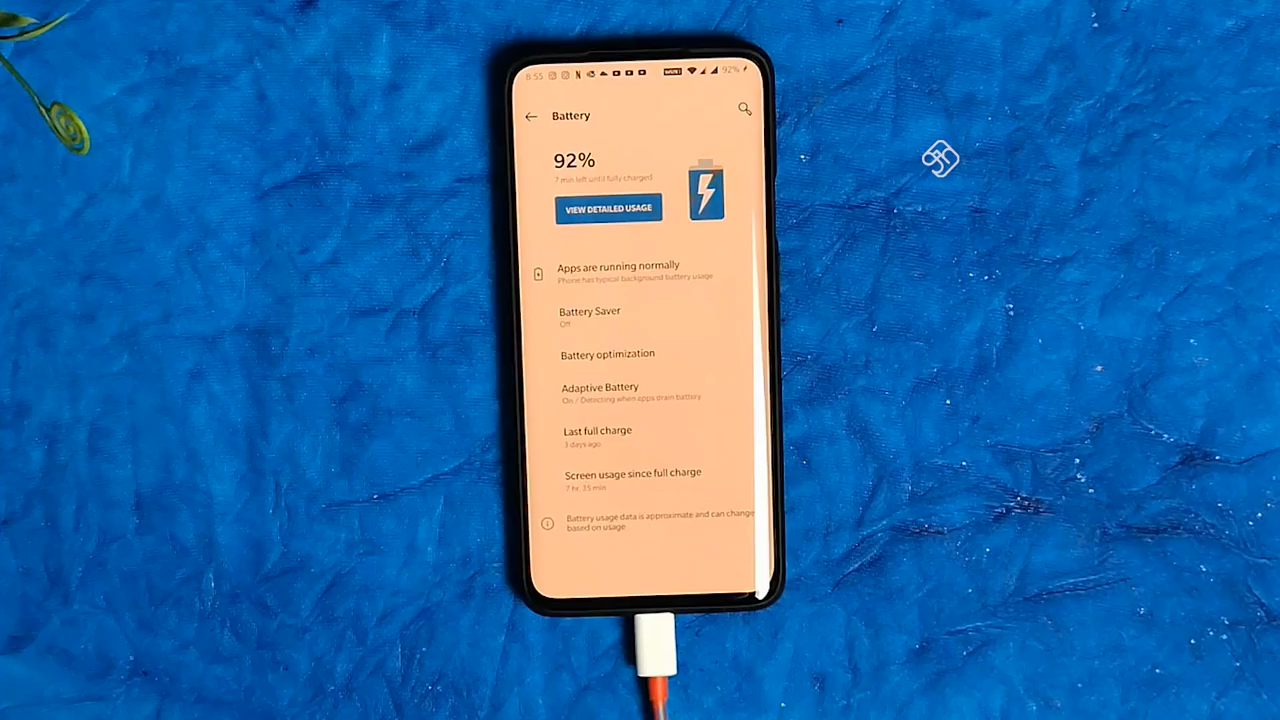 8:55 92%
Battery
92%
7 min left until fully charged
VIEW DETAILED USAGE
Apps are running normally
Phone has typical background battery usage
Battery Saver
Off
Battery optimization
Adaptive Battery
On / Detecting when apps drain battery
Last full charge
3 days ago
Screen usage since full charge
7 hr 35 min
Battery usage data is approximate and can change
based on usage